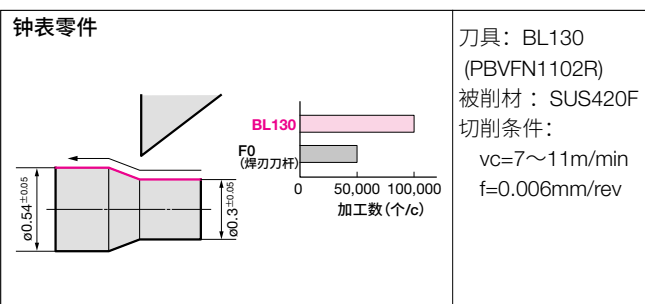 钟表零件
BL130
F0
(焊刃刀杆)
0 50,000 100,000
加工数(个/c)
ø0.54±0.05
ø0.3±0.05
刀具：BL130
(PBVFN1102R)
被削材：SUS420F
切削条件：
vc=7～11m/min
f=0.006mm/rev